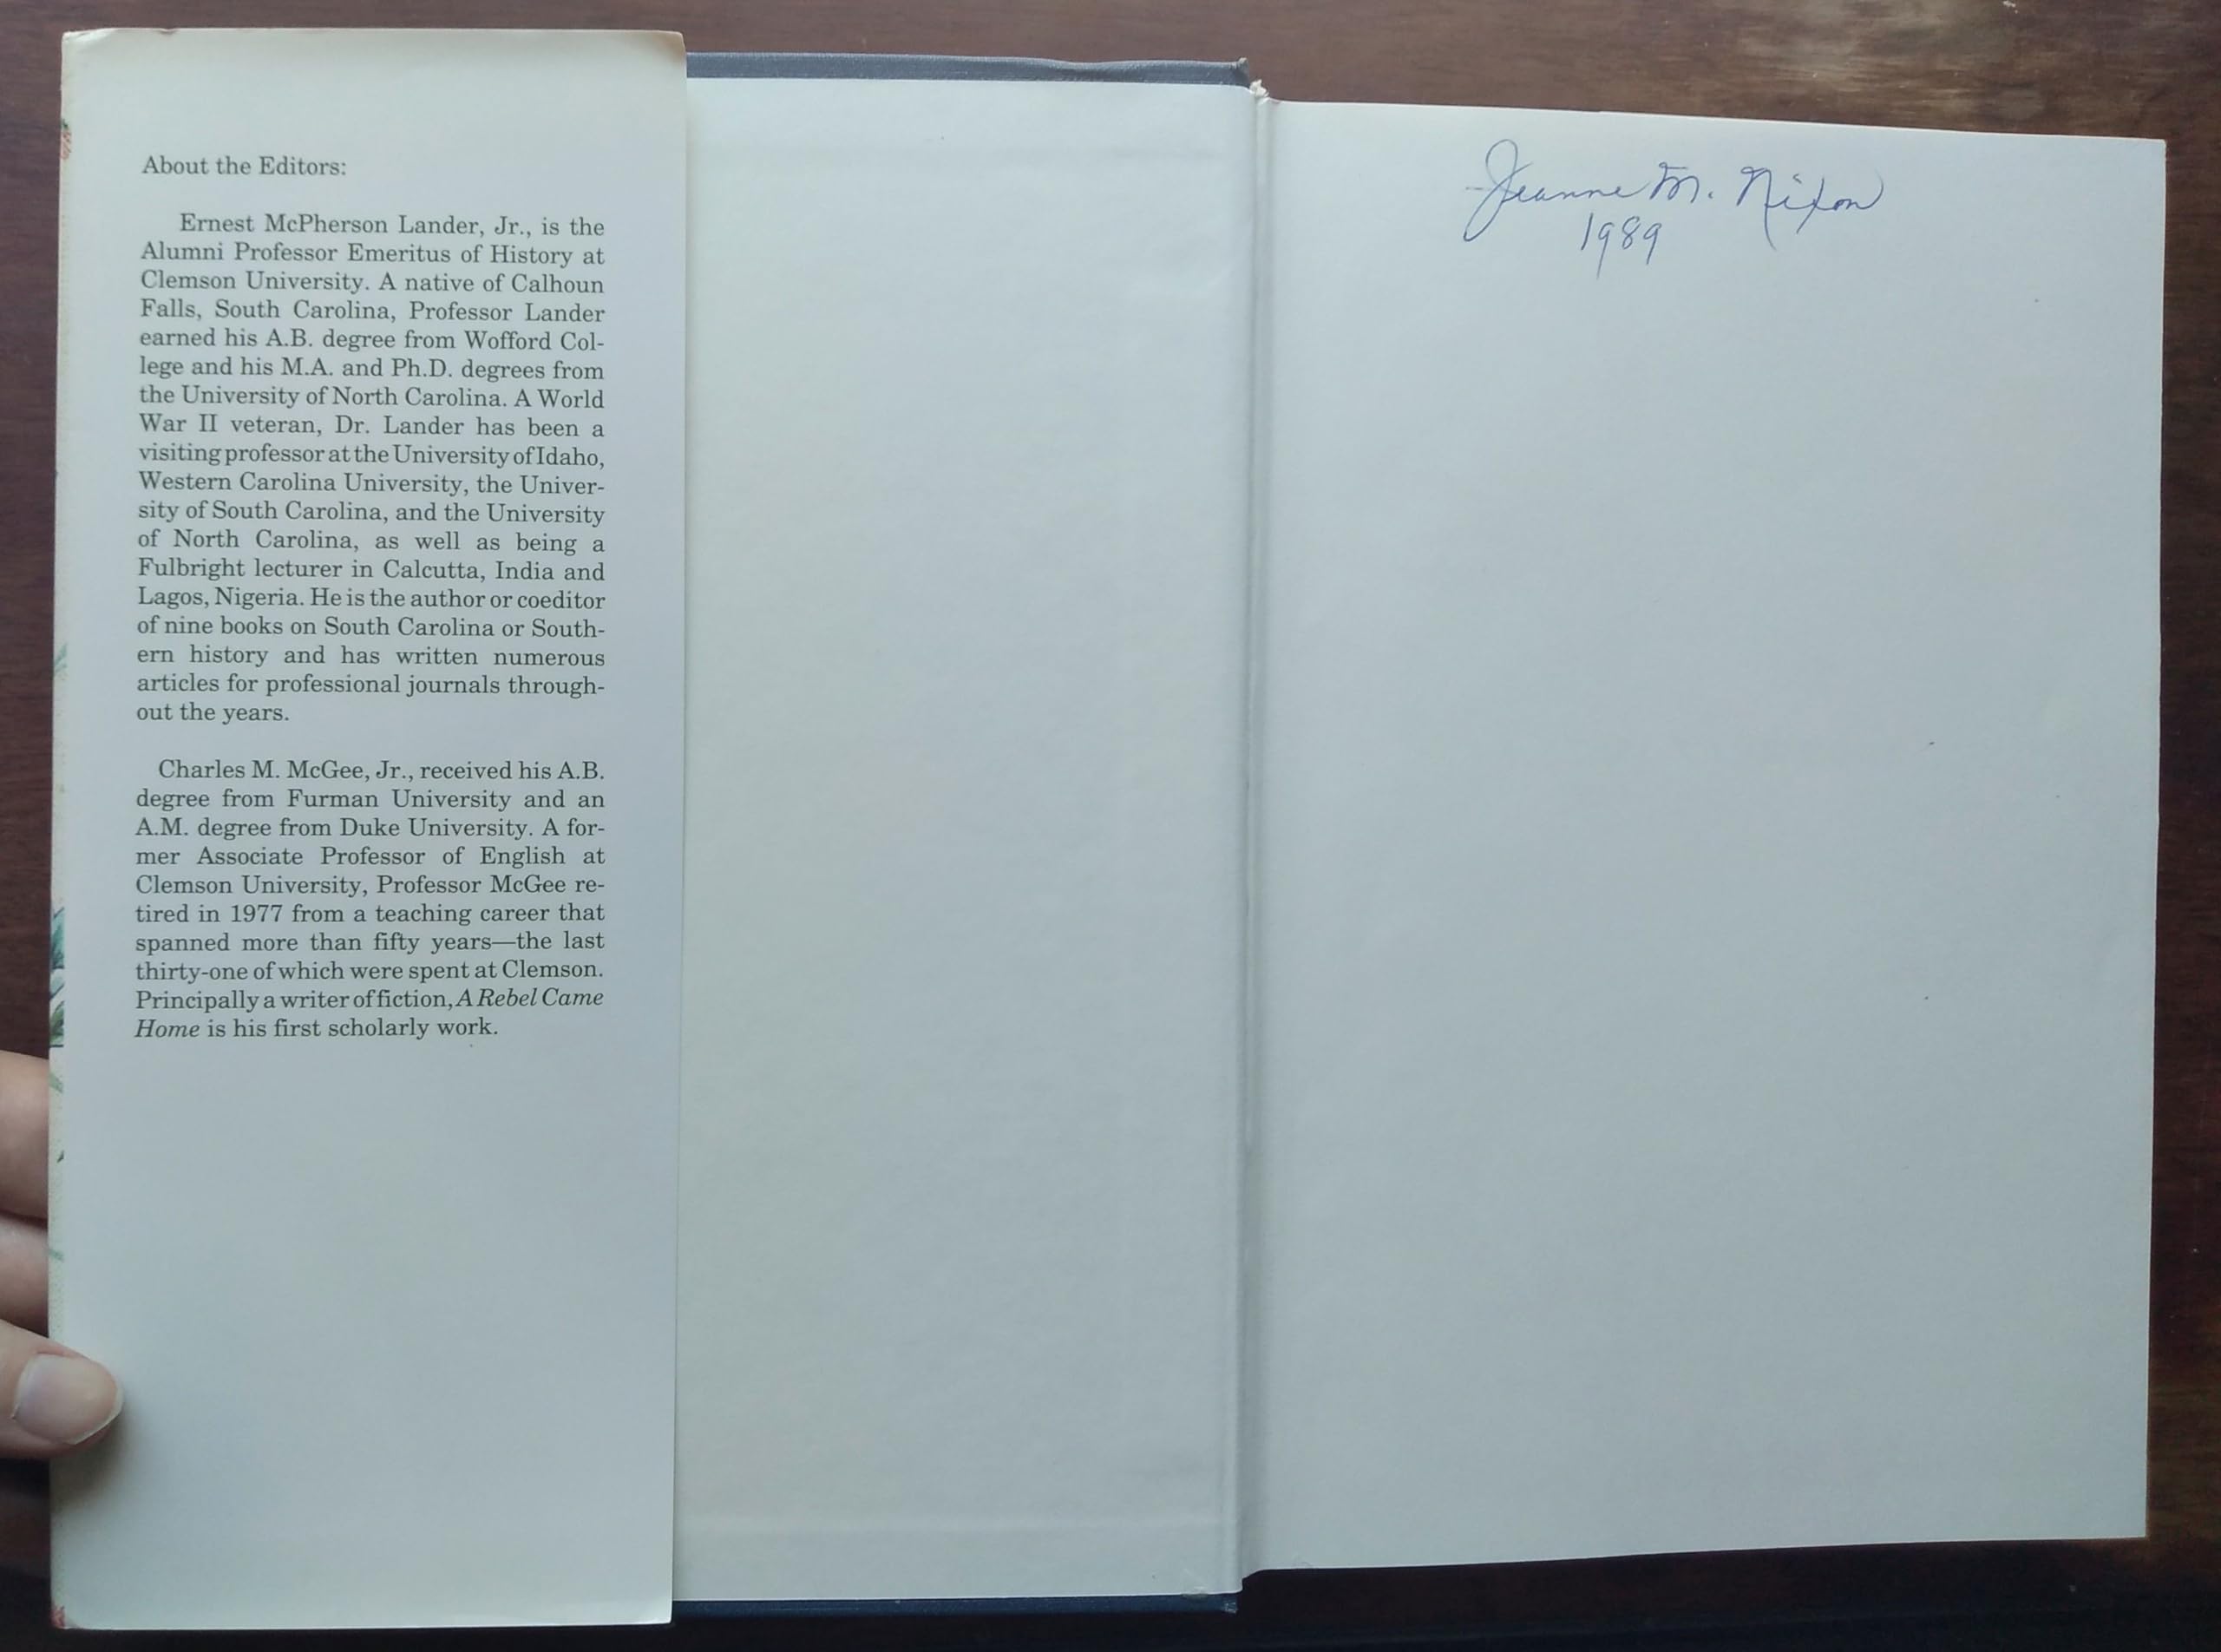 About the Editors:
Ernest McPherson Lander, Jr., is the
Alumni Professor Emeritus of History at
Clemson University. A native of Calhoun
Falls, South Carolina, Professor Lander
earned his A.B. degree from Wofford Col-
lege and his M.A. and Ph.D. degrees from
the University of North Carolina. A World
War II veteran, Dr. Lander has been a
visiting professor at the University of Idaho,
Western Carolina University, the Univer-
sity of South Carolina, and the University
of North Carolina, as well as being a
Fulbright lecturer in Calcutta, India and
Lagos, Nigeria. He is the author or coeditor
of nine books on South Carolina or South-
ern history and has written numerous
articles for professional journals through-
out the years.
Charles M. McGee, Jr., received his A.B.
degree from Furman University and an
A.M. degree from Duke University. A for-
mer Associate Professor of English at
Clemson University, Professor McGee re-
tired in 1977 from a teaching career that
spanned more than fifty years—the last
thirty-one of which were spent at Clemson.
Principally a writer of fiction, A Rebel Came
Home is his first scholarly work.
Jeanne M. Nixon
1989